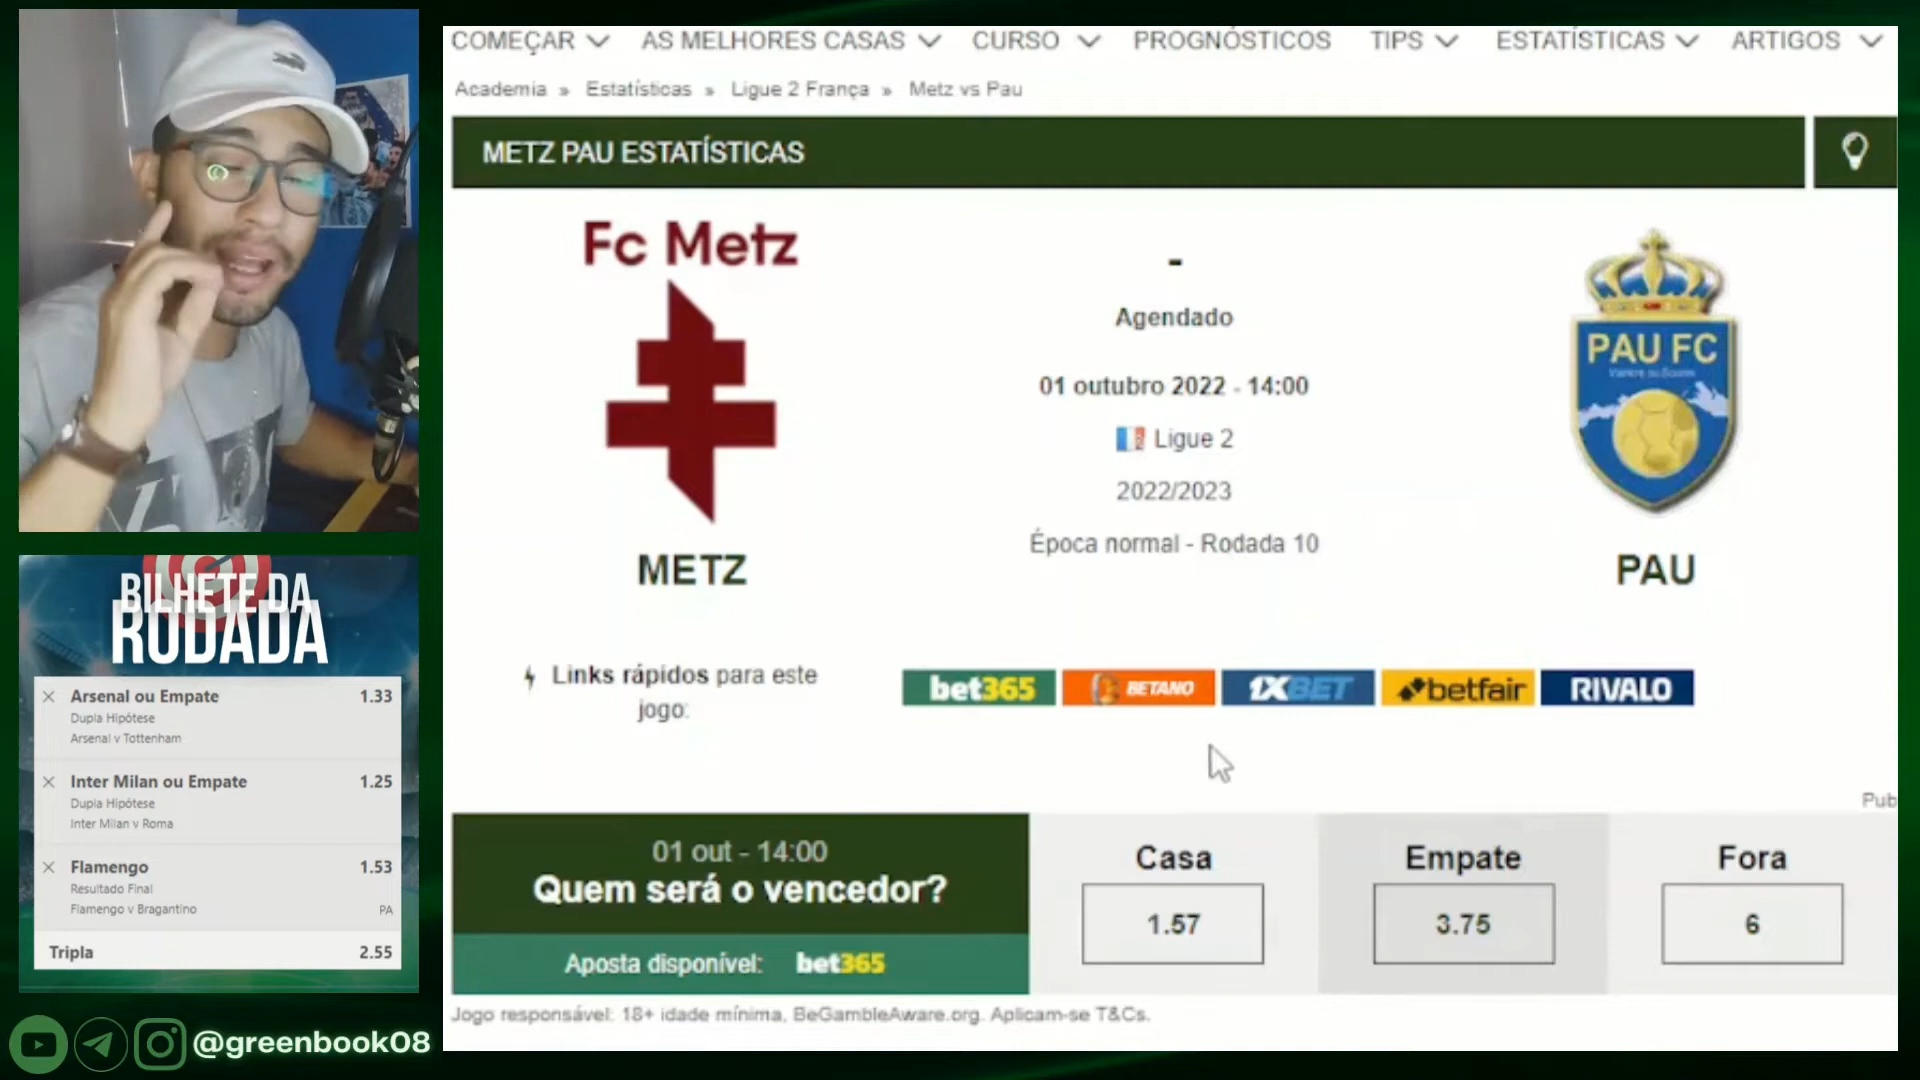 COMEÇAR AS MELHORES CASAS CURSO PROGNÓSTICOS TIPS ESTATÍSTICAS ARTIGOS
Academia » Estatísticas » Ligue 2 França » Metz vs Pau
METZ PAU ESTATÍSTICAS
Fc Metz
METZ
-
Agendado
01 outubro 2022 - 14:00
Ligue 2
2022/2023
Época normal - Rodada 10
PAU FC
PAU
Links rápidos para este
jogo:
bet365 BETANO 1XBET betfair RIVALO
Pub
01 out - 14:00
Quem será o vencedor?
Aposta disponível: bet365
Casa Empate Fora
1.57 3.75 6
Jogo responsável: 18+ idade mínima, BeGambleAware.org. Aplicam-se T&Cs.
BILHETE DA
RODADA
Arsenal ou Empate 1.33
Dupla Hipótese
Arsenal v Tottenham
Inter Milan ou Empate 1.25
Dupla Hipótese
Inter Milan v Roma
Flamengo 1.53
Resultado Final
Flamengo v Bragantino PA
Tripla 2.55
@greenbook08